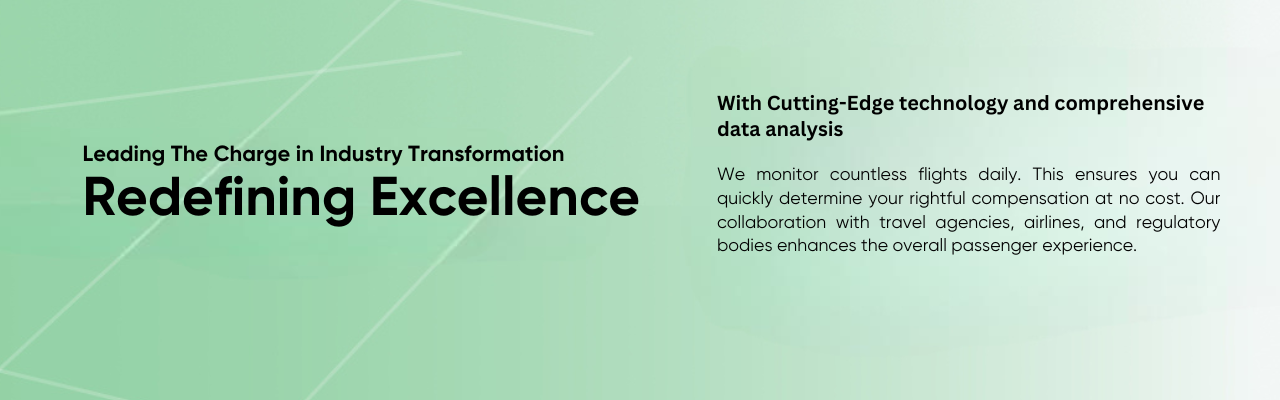 Leading The Charge in Industry Transformation
Redefining Excellence
With Cutting-Edge technology and comprehensive
data analysis
We monitor countless flights daily. This ensures you can
quickly determine your rightful compensation at no cost. Our
collaboration with travel agencies, airlines, and regulatory
bodies enhances the overall passenger experience.